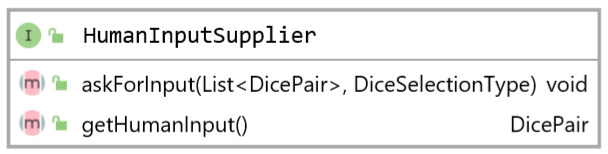 I HumanInputSupplier
m askForInput(List<DicePair>, DiceSelectionType) void
m getHumanInput() DicePair